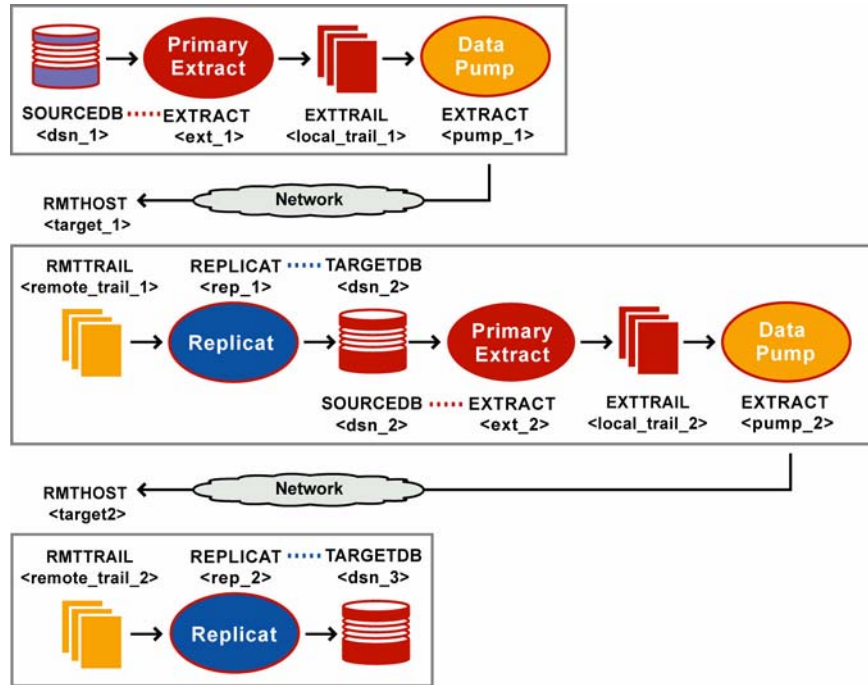 Primary
Extract
Data
Pump
SOURCEDB
<dsn_1>
EXTRACT
<ext_1>
EXTTRAIL
<local_trail_1>
EXTRACT
<pump_1>
Network
RMTHOST
<target_1>
RMTTRAIL
<remote_trail_1>
REPLICAT
<rep_1>
TARGETDB
<dsn_2>
Replicat
Primary
Extract
Data
Pump
SOURCEDB
<dsn_2>
EXTRACT
<ext_2>
EXTTRAIL
<local_trail_2>
EXTRACT
<pump_2>
Network
RMTHOST
<target2>
RMTTRAIL
<remote_trail_2>
REPLICAT
<rep_2>
TARGETDB
<dsn_3>
Replicat